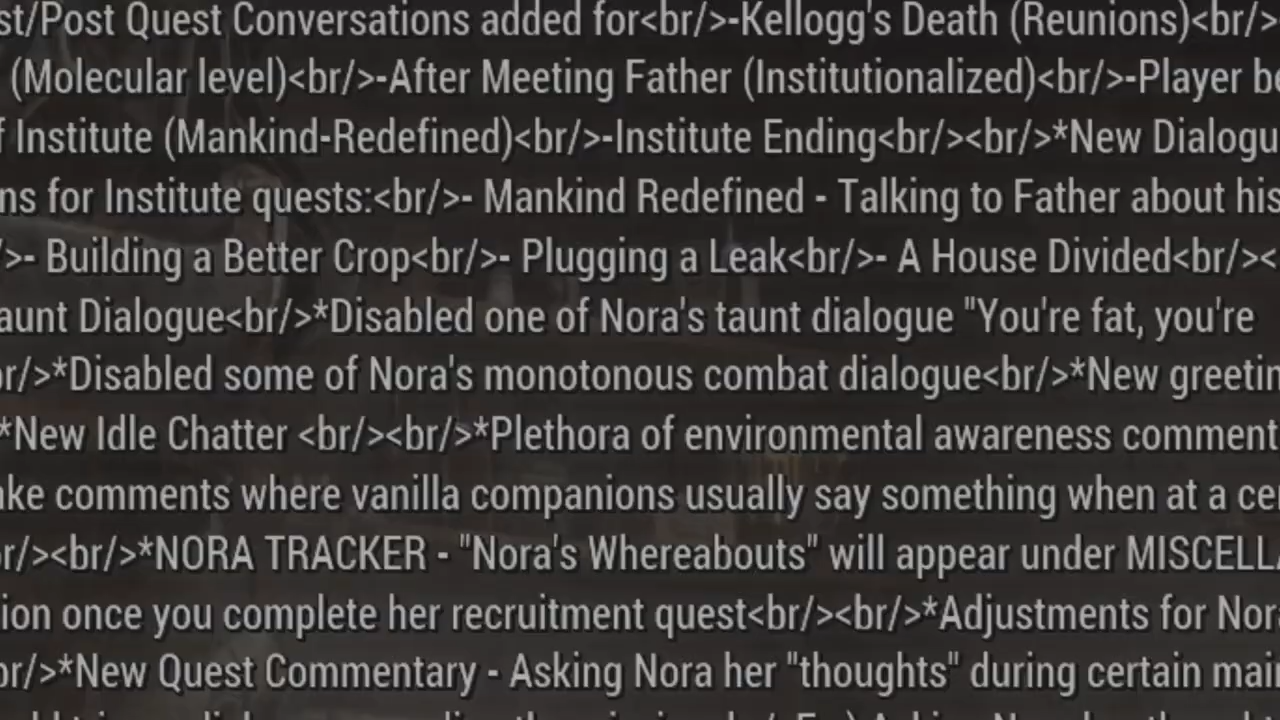 st/Post Quest Conversations added for<br/>-Kellogg's Death (Reunions)<br/>
(Molecular level)<br/>-After Meeting Father (Institutionalized)<br/>-Player b
f Institute (Mankind-Redefined)<br/>-Institute Ending<br/><br/>*New Dialogu
ns for Institute quests:<br/>- Mankind Redefined - Talking to Father about his
/>- Building a Better Crop<br/>- Plugging a Leak<br/>- A House Divided<br/><
aunt Dialogue<br/>*Disabled one of Nora's taunt dialogue "You're fat, you're
br/>*Disabled some of Nora's monotonous combat dialogue<br/>*New greetin
*New Idle Chatter <br/><br/>*Plethora of environmental awareness comment
ake comments where vanilla companions usually say something when at a ce
br/><br/>*NORA TRACKER - "Nora's Whereabouts" will appear under MISCELLA
ion once you complete her recruitment quest<br/><br/>*Adjustments for Nor
br/>*New Quest Commentary - Asking Nora her "thoughts" during certain mai